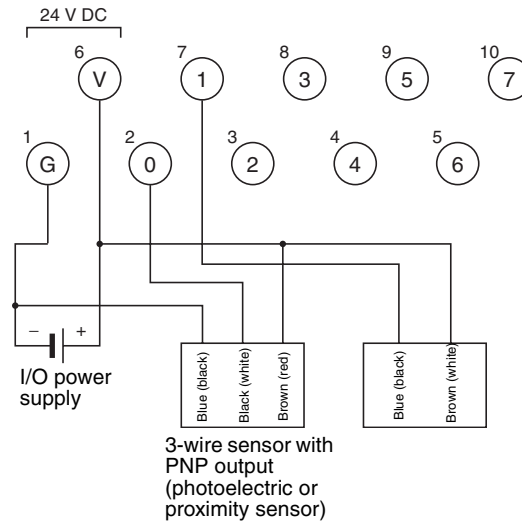 24 V DC
6 7 8 9 10
V 1 3 5 7
1 2 3 4 5
G 0 2 4 6
− +
I/O power
supply
Blue (black)
Black (white)
Brown (red)
Blue (black)
Brown (white)
3-wire sensor with
PNP output
(photoelectric or
proximity sensor)